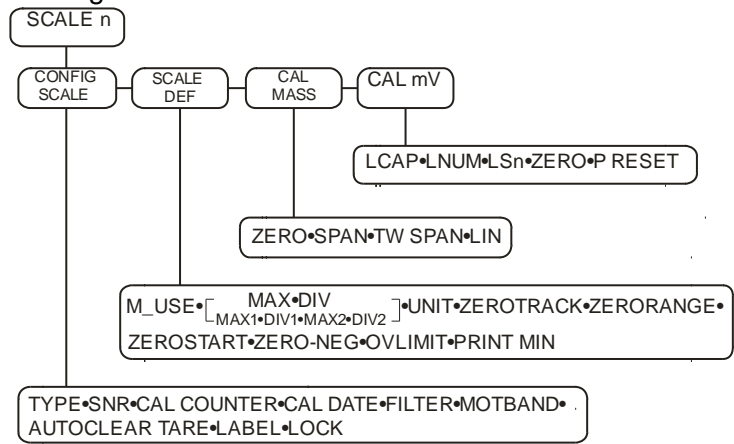 SCALE n
CONFIG
SCALE
SCALE
DEF
CAL
MASS
CAL mV
LCAP•LNUM•LSn•ZERO•P RESET
ZERO•SPAN•TW SPAN•LIN
M_USE•[ MAX•DIV ]•UNIT•ZEROTRACK•ZERORANGE•
MAX1•DIV1•MAX2•DIV2
ZEROSTART•ZERO-NEG•OVLIMIT•PRINT MIN
TYPE•SNR•CAL COUNTER•CAL DATE•FILTER•MOTBAND•
AUTOCLEAR TARE•LABEL•LOCK